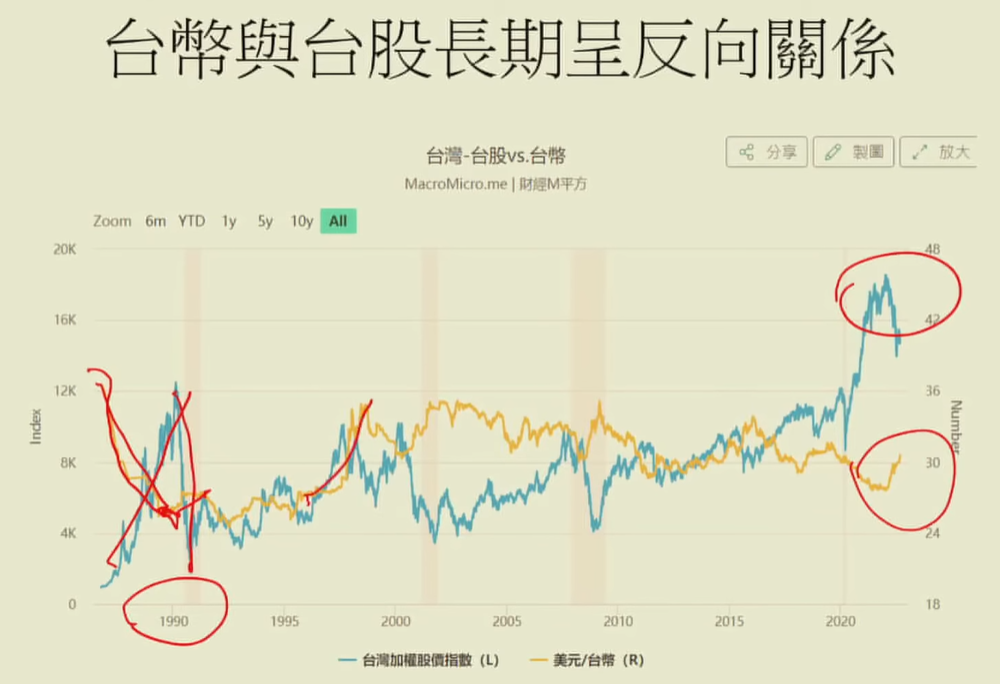 台幣與台股長期呈反向關係
台灣-台股vs.台幣
MacroMicro.me | 財經M平方
分享
製圖
放大
Zoom 6m YTD 1y 5y 10y All
20K
16K
12K
8K
4K
0
Index
48
42
36
30
24
18
Number
1990 1995 2000 2005 2010 2015 2020
台灣加權股價指數（L） 美元/台幣（R）